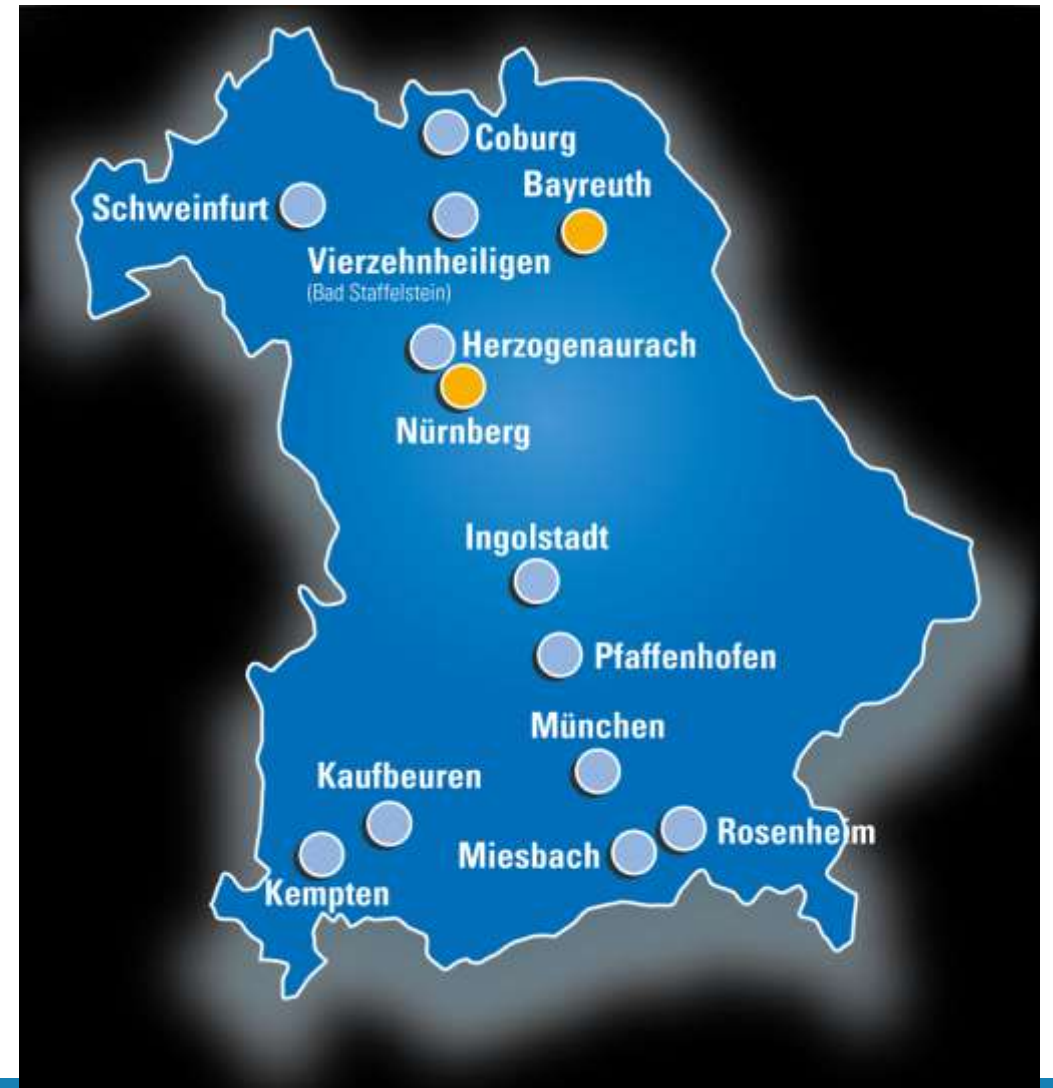 Coburg
Bayreuth
Schweinfurt
Vierzehnheiligen
(Bad Staffelstein)
Herzogenaurach
Nürnberg
Ingolstadt
Pfaffenhofen
München
Kaufbeuren
Rosenheim
Miesbach
Kempten